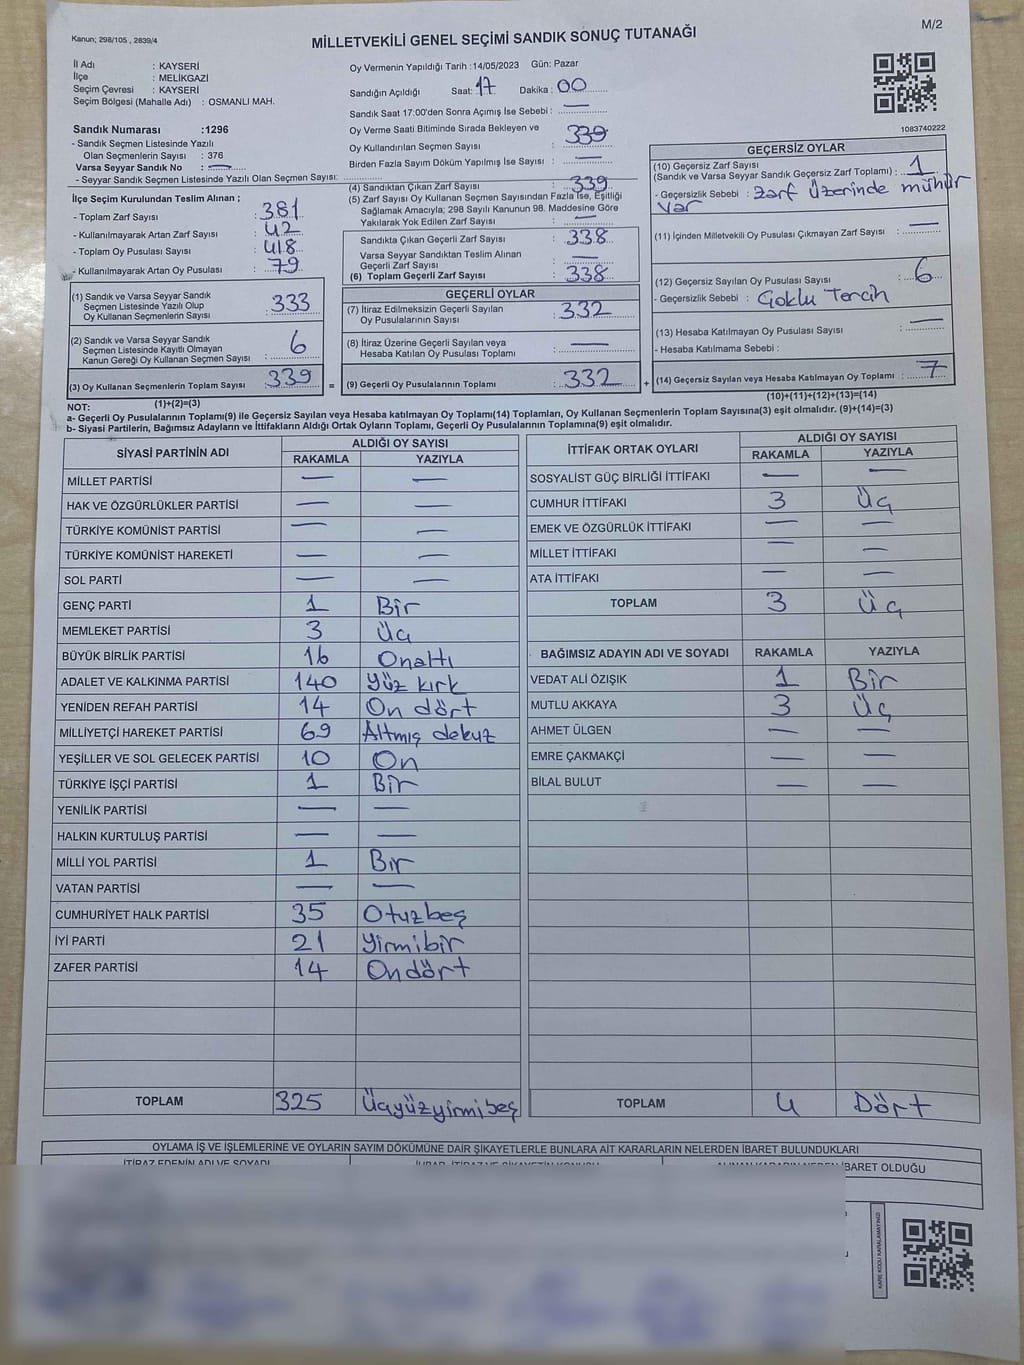 Kanun; 298/105 , 2839/4
M/2
MİLLETVEKİLİ GENEL SEÇİMİ SANDIK SONUÇ TUTANAĞI
İl Adı : KAYSERİ
İlçe : MELİKGAZİ
Seçim Çevresi : KAYSERİ
Seçim Bölgesi (Mahalle Adı) : OSMANLI MAH.
Sandık Numarası :1296
- Sandık Seçmen Listesinde Yazılı
Olan Seçmenlerin Sayısı : 376
Varsa Seyyar Sandık No : —
- Seyyar Sandık Seçmen Listesinde Yazılı Olan Seçmen Sayısı:
Oy Vermenin Yapıldığı Tarih :14/05/2023 Gün: Pazar
Sandığın Açıldığı Saat: 17 Dakika : 00
Sandık Saat 17:00'den Sonra Açımış İse Sebebi : —
Oy Verme Saati Bitiminde Sırada Bekleyen ve
Oy Kullandırılan Seçmen Sayısı : 339
Birden Fazla Sayım Döküm Yapılmış İse Sayısı : —
1083740222
İlçe Seçim Kurulundan Teslim Alınan ;
- Toplam Zarf Sayısı : 381
- Kullanılmayarak Artan Zarf Sayısı : 42
- Toplam Oy Pusulası Sayısı : 418
- Kullanılmayarak Artan Oy Pusulası : 79
(4) Sandıktan Çıkan Zarf Sayısı : 339
(5) Zarf Sayısı Oy Kullanan Seçmen Sayısından Fazla İse, Eşitliği
Sağlamak Amacıyla; 298 Sayılı Kanunun 98. Maddesine Göre
Yakılarak Yok Edilen Zarf Sayısı : —
Sandıkta Çıkan Geçerli Zarf Sayısı : 338
Varsa Seyyar Sandıktan Teslim Alınan
Geçerli Zarf Sayısı : —
(6) Toplam Geçerli Zarf Sayısı : 338
GEÇERSİZ OYLAR
(10) Geçersiz Zarf Sayısı
(Sandık ve Varsa Seyyar Sandık Geçersiz Zarf Toplamı) : 1
- Geçersizlik Sebebi : Zarf üzerinde mühür
var
(11) İçinden Milletvekili Oy Pusulası Çıkmayan Zarf Sayısı : —
(12) Geçersiz Sayılan Oy Pusulası Sayısı : 6
- Geçersizlik Sebebi : Çoklu Tercih
(13) Hesaba Katılmayan Oy Pusulası Sayısı : —
- Hesaba Katılmama Sebebi :
(14) Geçersiz Sayılan veya Hesaba Katılmayan Oy Toplamı : 7
(10)+(11)+(12)+(13)=(14)
(1) Sandık ve Varsa Seyyar Sandık
Seçmen Listesinde Yazılı Olup
Oy Kullanan Seçmenlerin Sayısı : 333
(2) Sandık ve Varsa Seyyar Sandık
Seçmen Listesinde Kayıtlı Olmayan
Kanun Gereği Oy Kullanan Seçmen Sayısı : 6
(3) Oy Kullanan Seçmenlerin Toplam Sayısı : 339 =
(1)+(2)=(3)
GEÇERLİ OYLAR
(7) İtiraz Edilmeksizin Geçerli Sayılan
Oy Pusulalarının Sayısı : 332
(8) İtiraz Üzerine Geçerli Sayılan veya
Hesaba Katılan Oy Pusulası Toplamı : —
(9) Geçerli Oy Pusulalarının Toplamı : 332 +
NOT:
a- Geçerli Oy Pusulalarının Toplamı(9) ile Geçersiz Sayılan veya Hesaba katılmayan Oy Toplamı(14) Toplamları, Oy Kullanan Seçmenlerin Toplam Sayısına(3) eşit olmalıdır. (9)+(14)=(3)
b- Siyasi Partilerin, Bağımsız Adayların ve İttifakların Aldığı Ortak Oyların Toplamı, Geçerli Oy Pusulalarının Toplamına(9) eşit olmalıdır.
SİYASİ PARTİNİN ADI ALDIĞI OY SAYISI
RAKAMLA YAZIYLA
MİLLET PARTİSİ — —
HAK VE ÖZGÜRLÜKLER PARTİSİ — —
TÜRKİYE KOMÜNİST PARTİSİ — —
TÜRKİYE KOMÜNİST HAREKETİ — —
SOL PARTİ — —
GENÇ PARTİ 1 Bir
MEMLEKET PARTİSİ 3 Üç
BÜYÜK BİRLİK PARTİSİ 16 Onaltı
ADALET VE KALKINMA PARTİSİ 140 Yüz kırk
YENİDEN REFAH PARTİSİ 14 On dört
MİLLİYETÇİ HAREKET PARTİSİ 69 Altmış dokuz
YEŞİLLER VE SOL GELECEK PARTİSİ 10 On
TÜRKİYE İŞÇİ PARTİSİ 1 Bir
YENİLİK PARTİSİ — —
HALKIN KURTULUŞ PARTİSİ — —
MİLLİ YOL PARTİSİ 1 Bir
VATAN PARTİSİ — —
CUMHURİYET HALK PARTİSİ 35 Otuzbeş
İYİ PARTİ 21 Yirmibir
ZAFER PARTİSİ 14 Ondört
TOPLAM 325 Üçyüzyirmibeş
İTTİFAK ORTAK OYLARI ALDIĞI OY SAYISI
RAKAMLA YAZIYLA
SOSYALİST GÜÇ BİRLİĞİ İTTİFAKI — —
CUMHUR İTTİFAKI 3 Üç
EMEK VE ÖZGÜRLÜK İTTİFAKI — —
MİLLET İTTİFAKI — —
ATA İTTİFAKI — —
TOPLAM 3 Üç
BAĞIMSIZ ADAYIN ADI VE SOYADI RAKAMLA YAZIYLA
VEDAT ALİ ÖZIŞIK 1 Bir
MUTLU AKKAYA 3 Üç
AHMET ÜLGEN — —
EMRE ÇAKMAKÇİ — —
BİLAL BULUT — —
TOPLAM 4 Dört
OYLAMA İŞ VE İŞLEMLERİNE VE OYLARIN SAYIM DÖKÜMÜNE DAİR ŞİKAYETLERLE BUNLARA AİT KARARLARIN NELERDEN İBARET BULUNDUKLARI
İTİRAZ EDENİN ADI VE SOYADI
İBARET OLDUĞU
KARE KODU KARALAMAYINIZ!